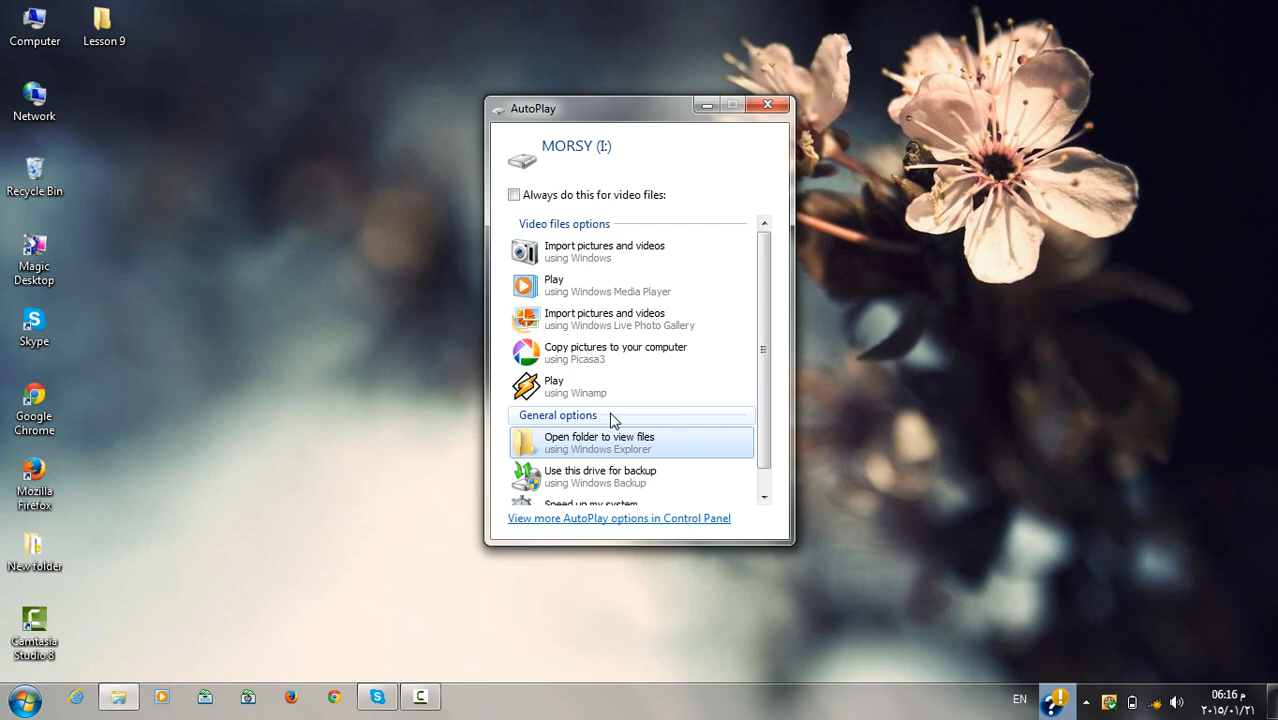 Computer
Lesson 9
Network
Recycle Bin
Magic
Desktop
Skype
Google
Chrome
Mozilla
Firefox
New folder
Camtasia
Studio 8
AutoPlay
MORSY (I:)
Always do this for video files:
Video files options
Import pictures and videos
using Windows
Play
using Windows Media Player
Import pictures and videos
using Windows Live Photo Gallery
Copy pictures to your computer
using Picasa3
Play
using Winamp
General options
Open folder to view files
using Windows Explorer
Use this drive for backup
using Windows Backup
Speed up my system
View more AutoPlay options in Control Panel
EN
06:16 م
٢٠١٥/٠١/٢١